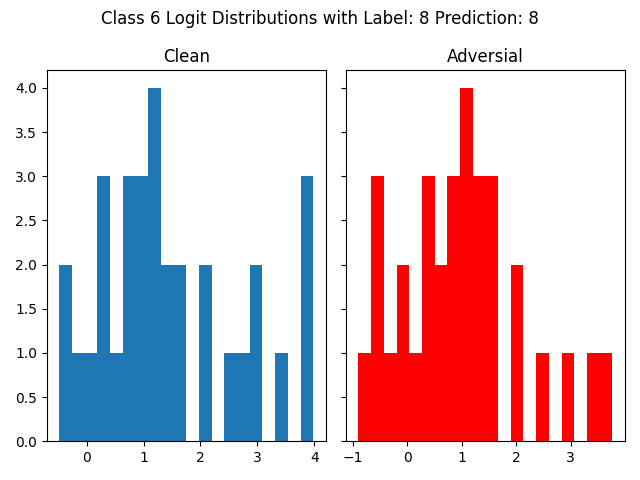 Class 6 Logit Distributions with Label: 8 Prediction: 8
Clean
Adversial
4.0
3.5
3.0
2.5
2.0
1.5
1.0
0.5
0.0
0 1 2 3 4
−1 0 1 2 3